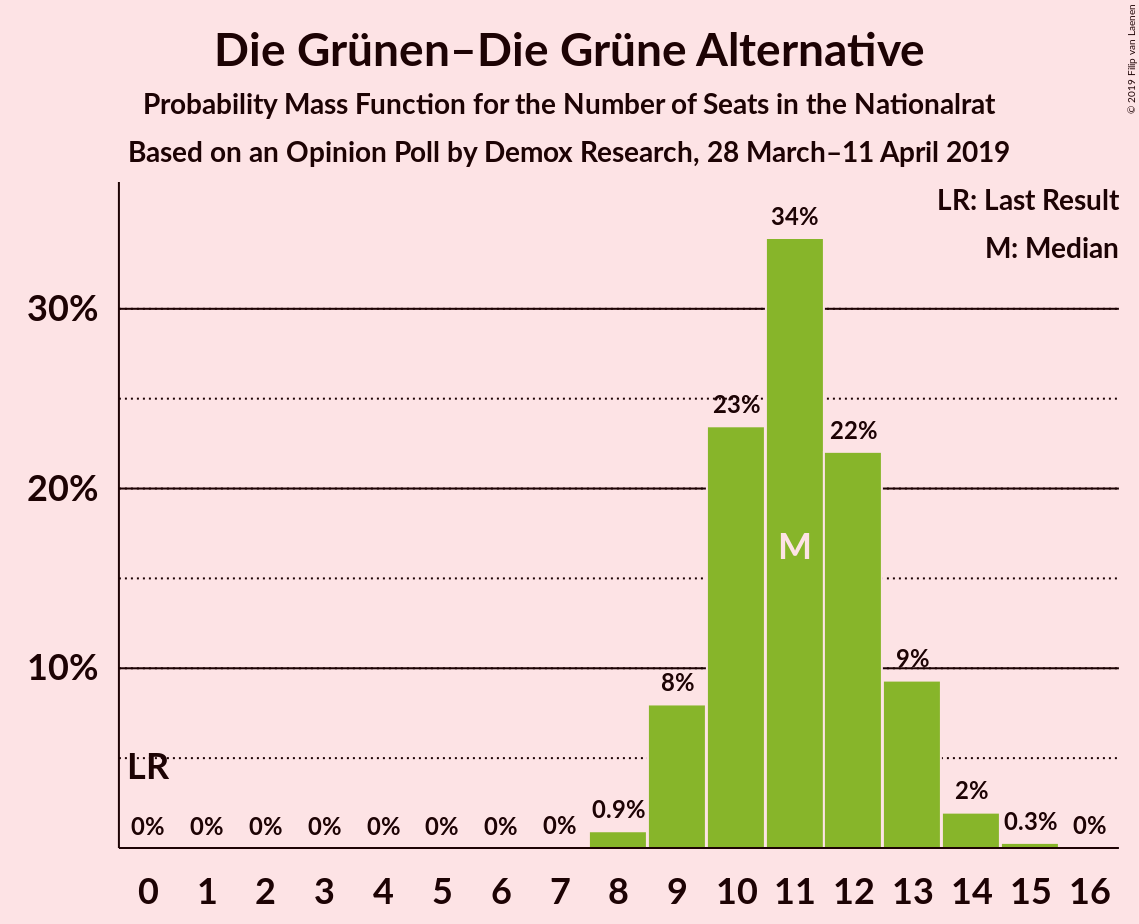 Die Grünen–Die Grüne Alternative
Probability Mass Function for the Number of Seats in the Nationalrat
Based on an Opinion Poll by Demox Research, 28 March–11 April 2019
© 2019 Filip van Laenen
LR: Last Result
M: Median
34%
30%
23%
22%
20%
M
10%
9%
8%
LR
2%
0.9%
0.3%
0% 0% 0% 0% 0% 0% 0% 0% 0%
0 1 2 3 4 5 6 7 8 9 10 11 12 13 14 15 16